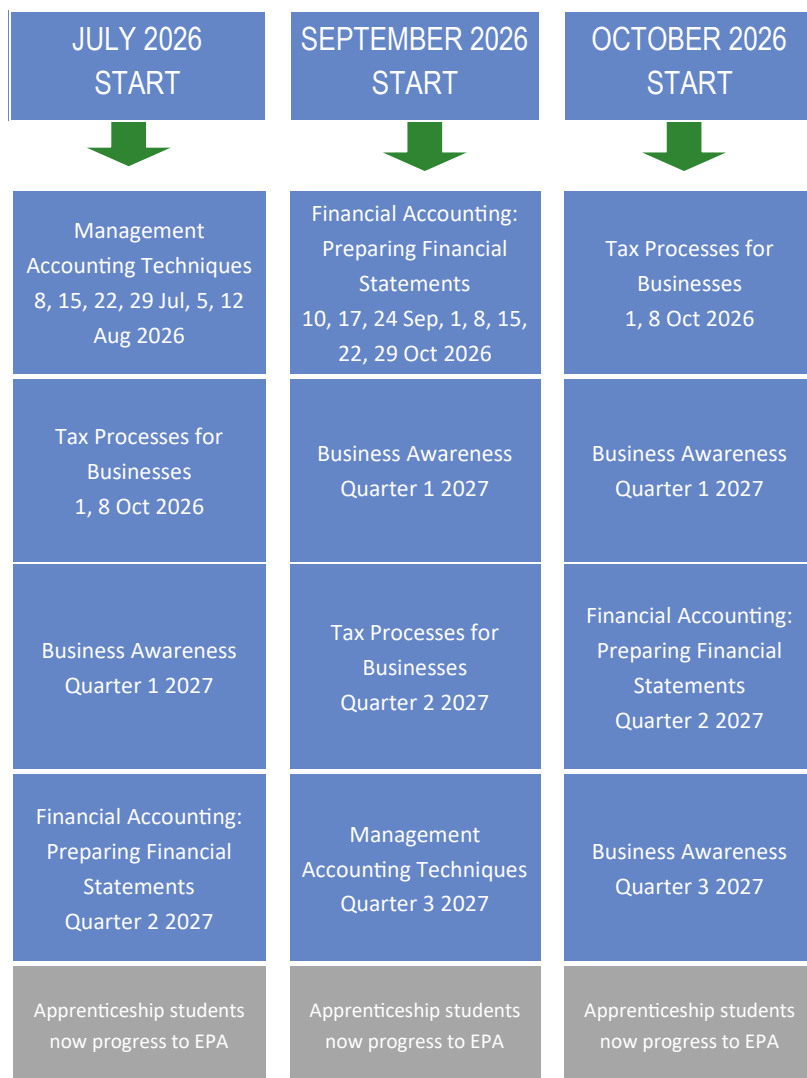 JULY 2026
START
Management
Accounting Techniques
8, 15, 22, 29 Jul, 5, 12
Aug 2026
Tax Processes for
Businesses
1, 8 Oct 2026
Business Awareness
Quarter 1 2027
Financial Accounting:
Preparing Financial
Statements
Quarter 2 2027
Apprenticeship students
now progress to EPA
SEPTEMBER 2026
START
Financial Accounting:
Preparing Financial
Statements
10, 17, 24 Sep, 1, 8, 15,
22, 29 Oct 2026
Business Awareness
Quarter 1 2027
Tax Processes for
Businesses
Quarter 2 2027
Management
Accounting Techniques
Quarter 3 2027
Apprenticeship students
now progress to EPA
OCTOBER 2026
START
Tax Processes for
Businesses
1, 8 Oct 2026
Business Awareness
Quarter 1 2027
Financial Accounting:
Preparing Financial
Statements
Quarter 2 2027
Business Awareness
Quarter 3 2027
Apprenticeship students
now progress to EPA